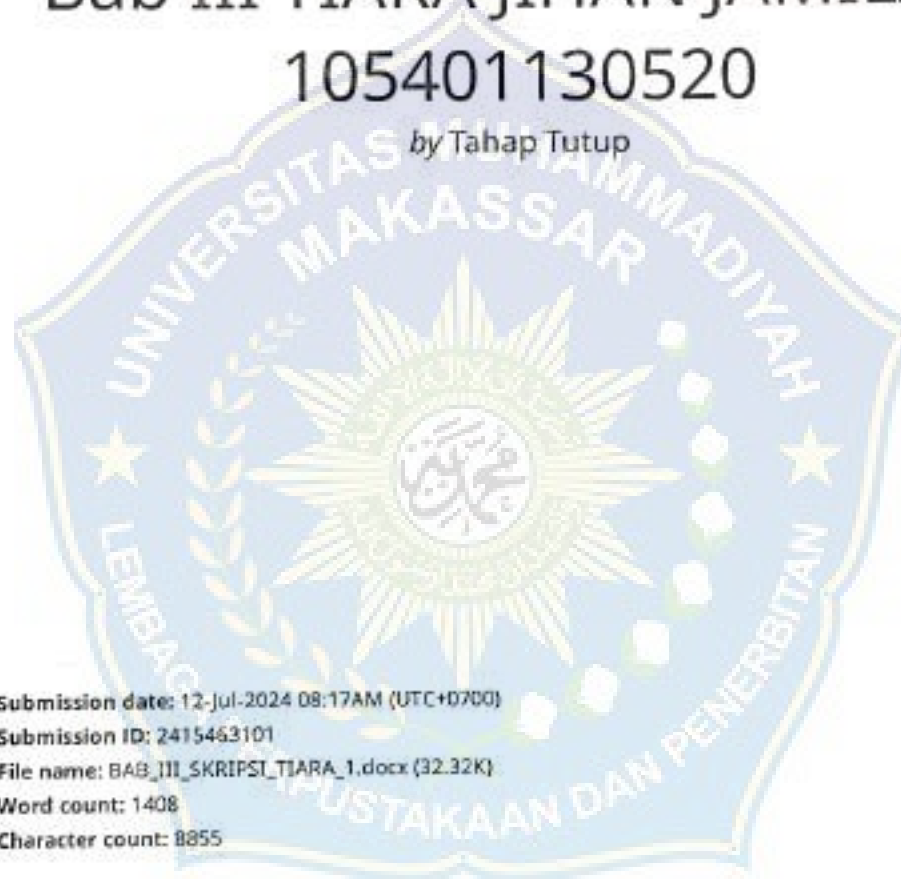 105401130520
by Tahap Tutup
UNIVERSITAS MUHAMMADIYAH
MAKASSAR
محمدية
LEMBAGA
DAN PENERBITAN
Submission date: 12-Jul-2024 08:17AM (UTC+0700)
Submission ID: 2415463101
File name: BAB_III_SKRIPSI_TIARA_1.docx (32.32K)
Word count: 1408
Character count: 8855